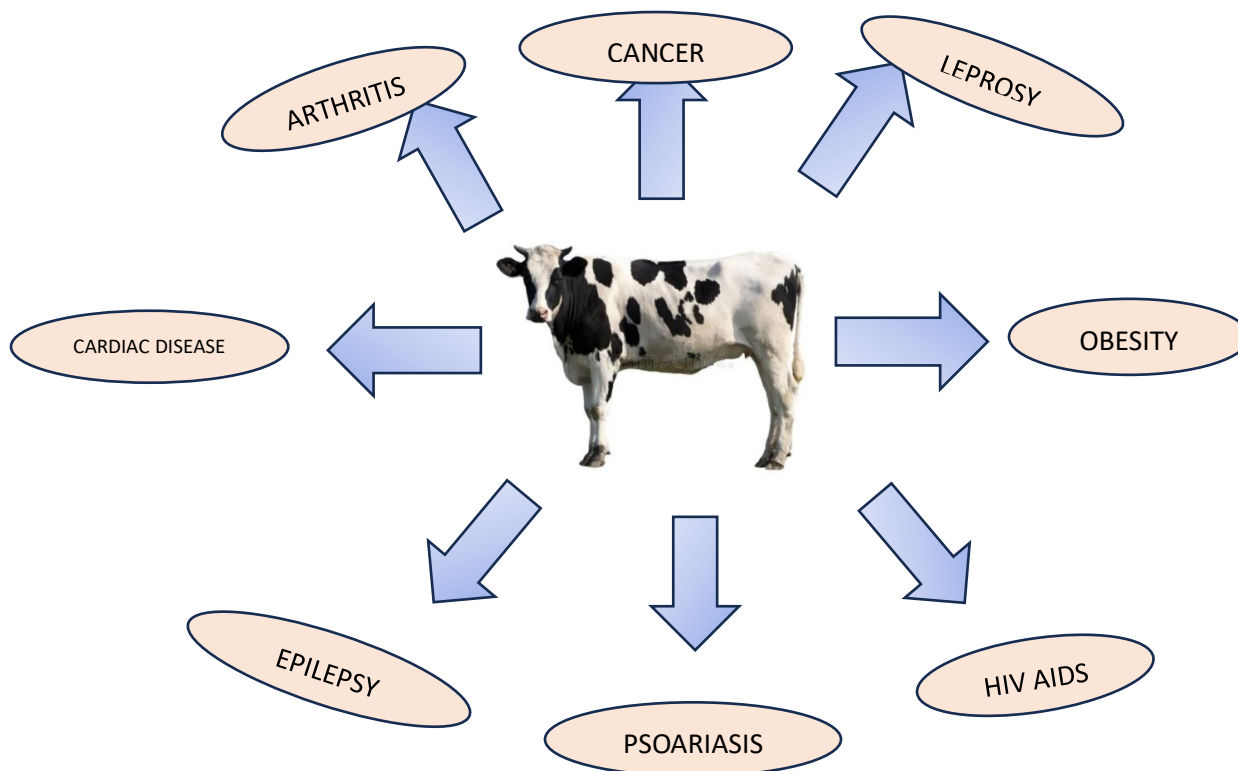 CANCER
LEPROSY
ARTHRITIS
CARDIAC DISEASE
OBESITY
EPILEPSY
HIV AIDS
PSOARIASIS